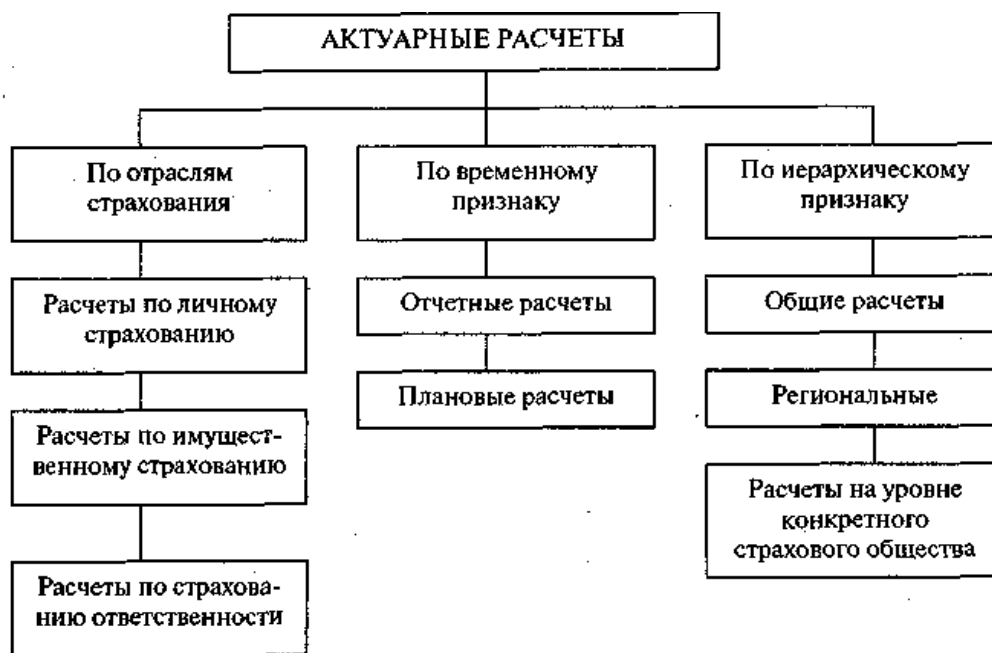 АКТУАРНЫЕ РАСЧЕТЫ
По отраслям
страхования
Расчеты по личному
страхованию
Расчеты по имущест-
венному страхованию
Расчеты по страхова-
нию ответственности
По временному
признаку
Отчетные расчеты
Плановые расчеты
По иерархическому
признаку
Общие расчеты
Региональные
Расчеты на уровне
конкретного
страхового общества